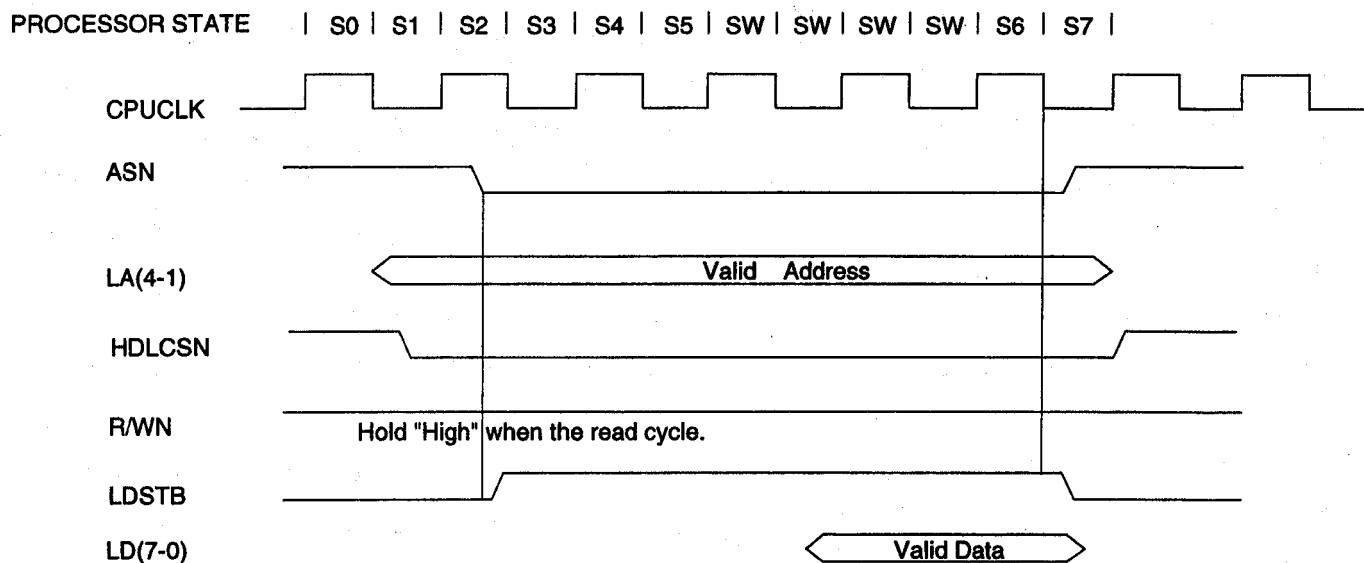 PROCESSOR STATE | S0 | S1 | S2 | S3 | S4 | S5 | SW | SW | SW | SW | S6 | S7 |
CPUCLK
ASN
LA(4-1) Valid Address
HDLCSN
R/WN Hold "High" when the read cycle.
LDSTB
LD(7-0) Valid Data